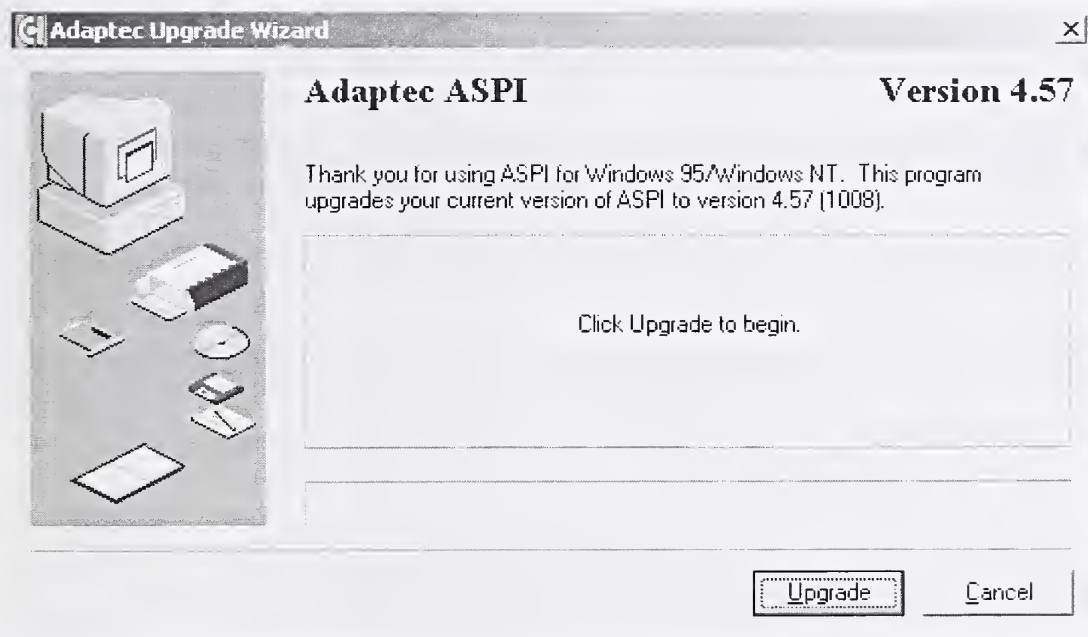 Adaptec Upgrade Wizard
Adaptec ASPI Version 4.57
Thank you for using ASPI for Windows 95/Windows NT. This program
upgrades your current version of ASPI to version 4.57 (1008).
Click Upgrade to begin.
Upgrade Cancel